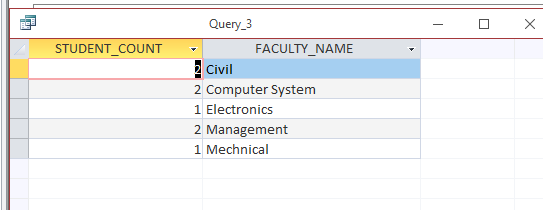 Query_3
STUDENT_COUNT FACULTY_NAME
2 Civil
2 Computer System
1 Electronics
2 Management
1 Mechnical